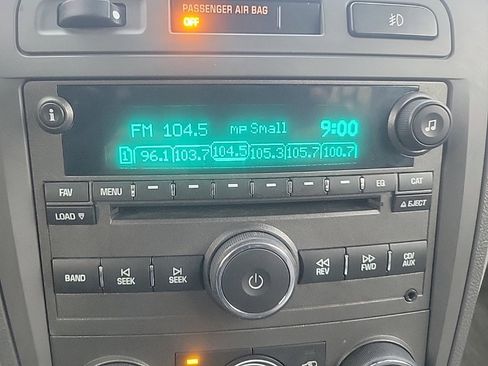 PASSENGER AIR BAG
OFF
FM 104.5 mp Small 9:00
1 96.1 103.7 104.5 105.3 105.7 100.7
FAV MENU EQ CAT
LOAD EJECT
BAND SEEK SEEK REV FWD CD/AUX